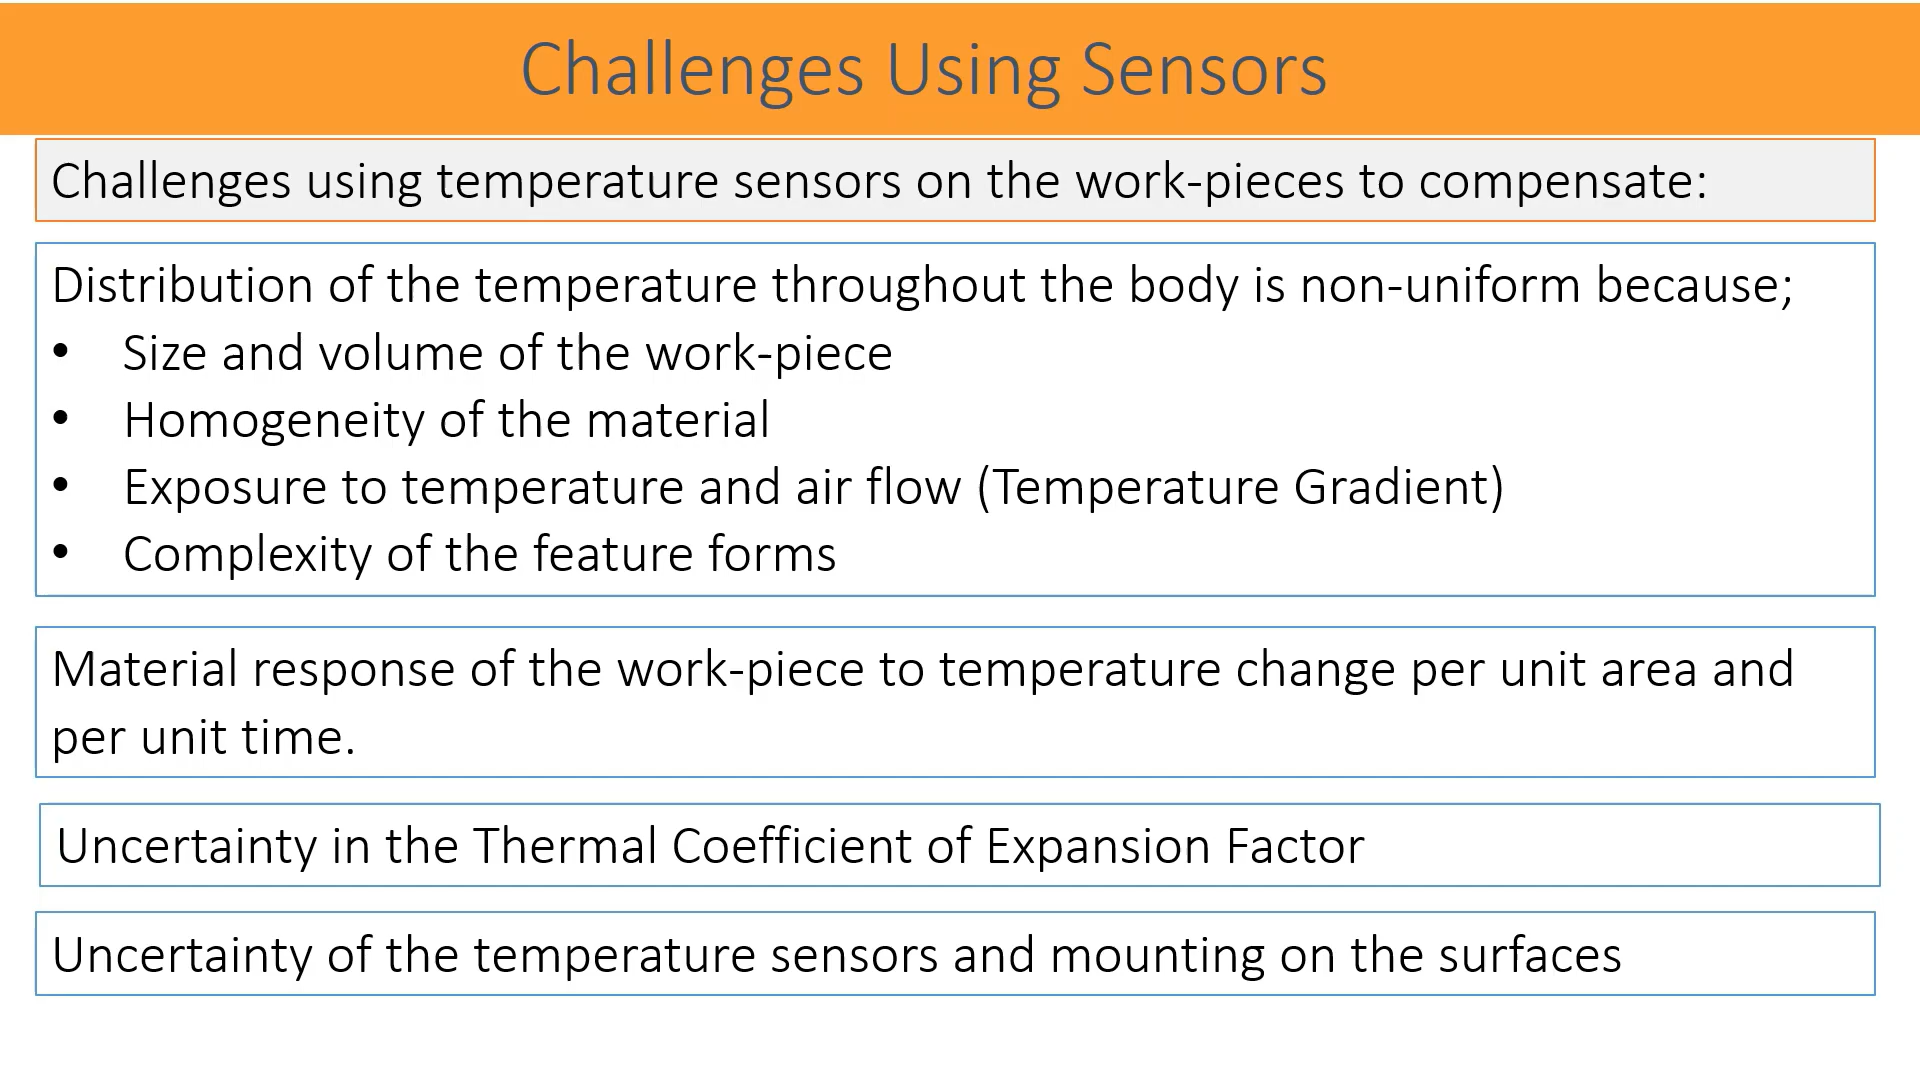 Challenges Using Sensors
Challenges using temperature sensors on the work-pieces to compensate:
Distribution of the temperature throughout the body is non-uniform because;
• Size and volume of the work-piece
• Homogeneity of the material
• Exposure to temperature and air flow (Temperature Gradient)
• Complexity of the feature forms
Material response of the work-piece to temperature change per unit area and
per unit time.
Uncertainty in the Thermal Coefficient of Expansion Factor
Uncertainty of the temperature sensors and mounting on the surfaces